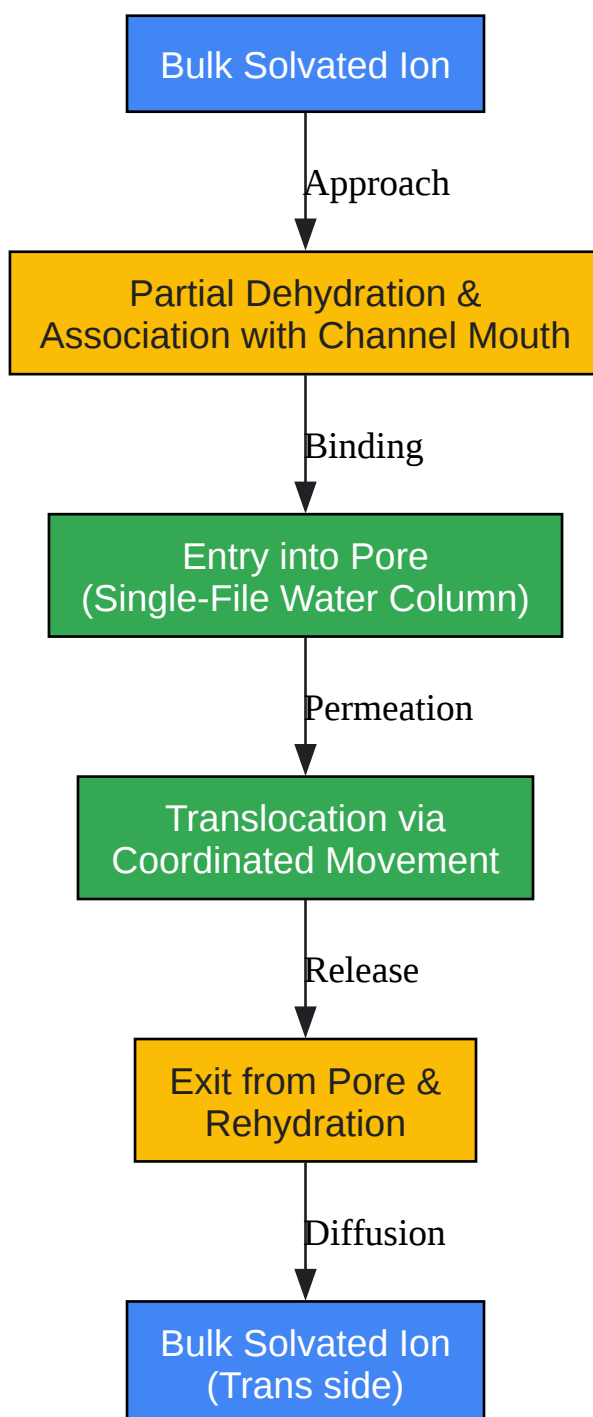 Bulk Solvated Ion
Approach
Partial Dehydration &
Association with Channel Mouth
Binding
Entry into Pore
(Single-File Water Column)
Permeation
Translocation via
Coordinated Movement
Release
Exit from Pore &
Rehydration
Diffusion
Bulk Solvated Ion
(Trans side)